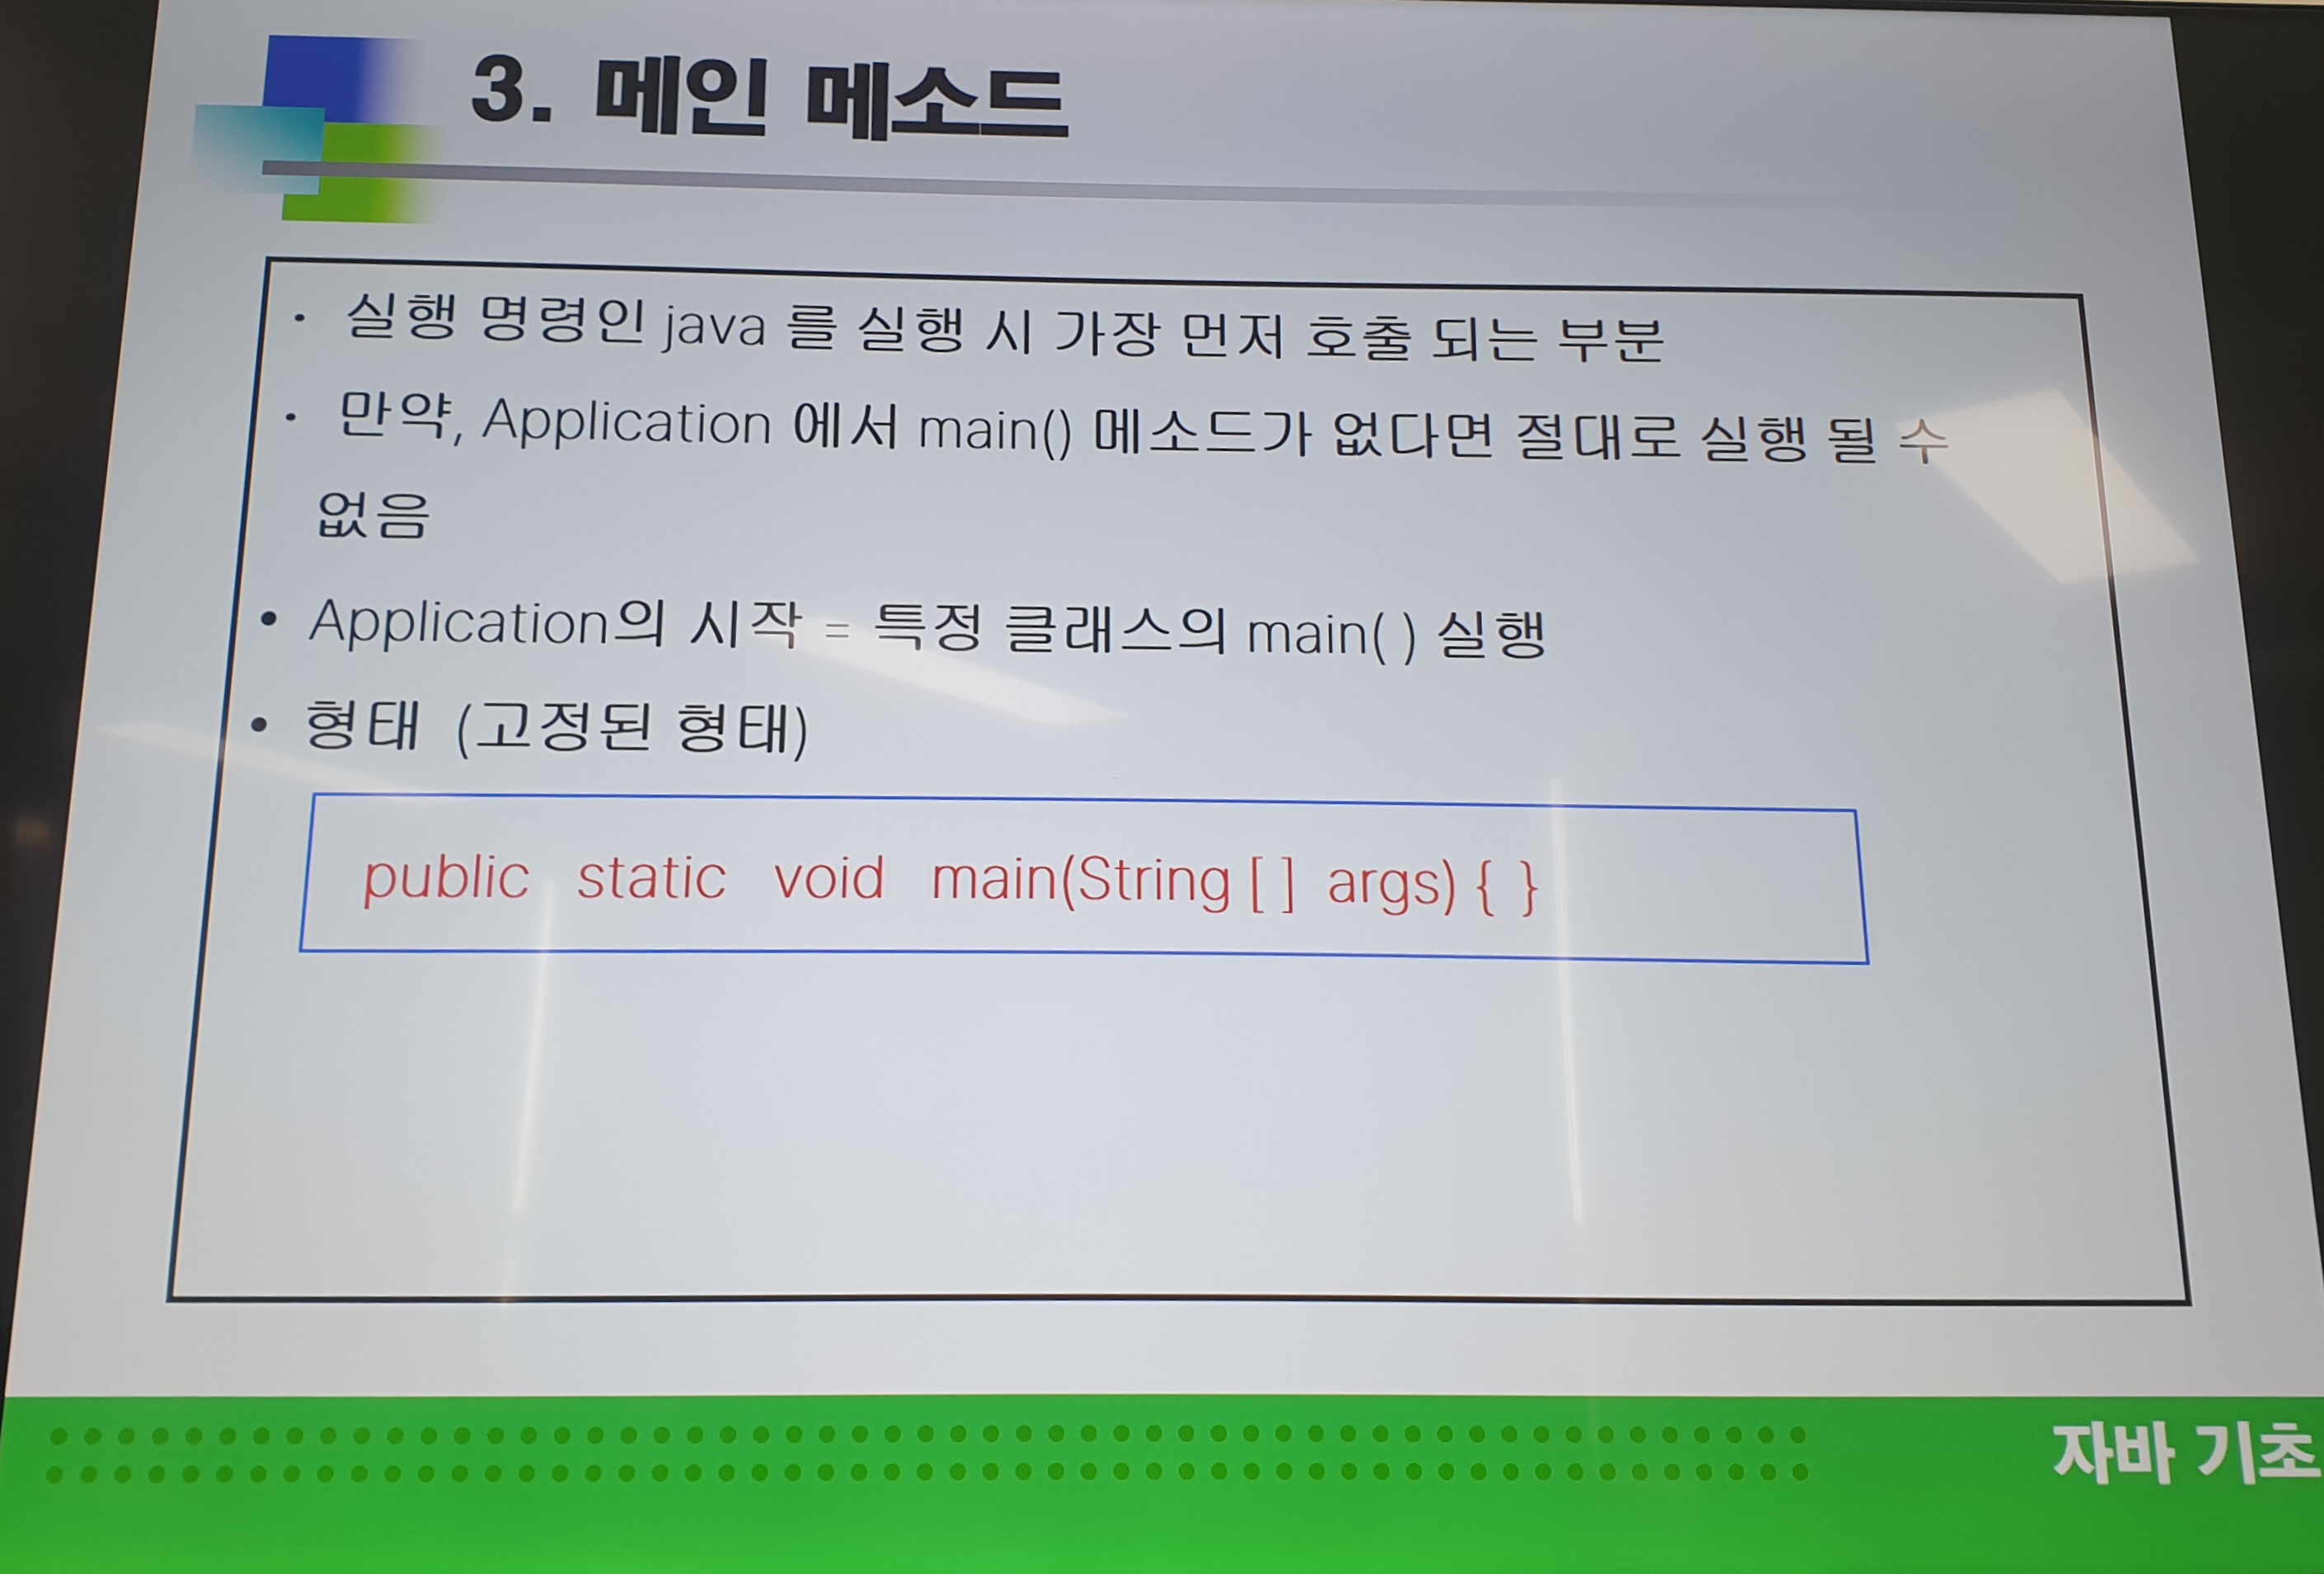 3. 메인 메소드
• 실행 명령인 java 를 실행 시 가장 먼저 호출 되는 부분
• 만약, Application 에서 main() 메소드가 없다면 절대로 실행 될 수
없음
• Application의 시작 = 특정 클래스의 main( ) 실행
• 형태 (고정된 형태)
public static void main(String [ ] args) { }
자바 기초